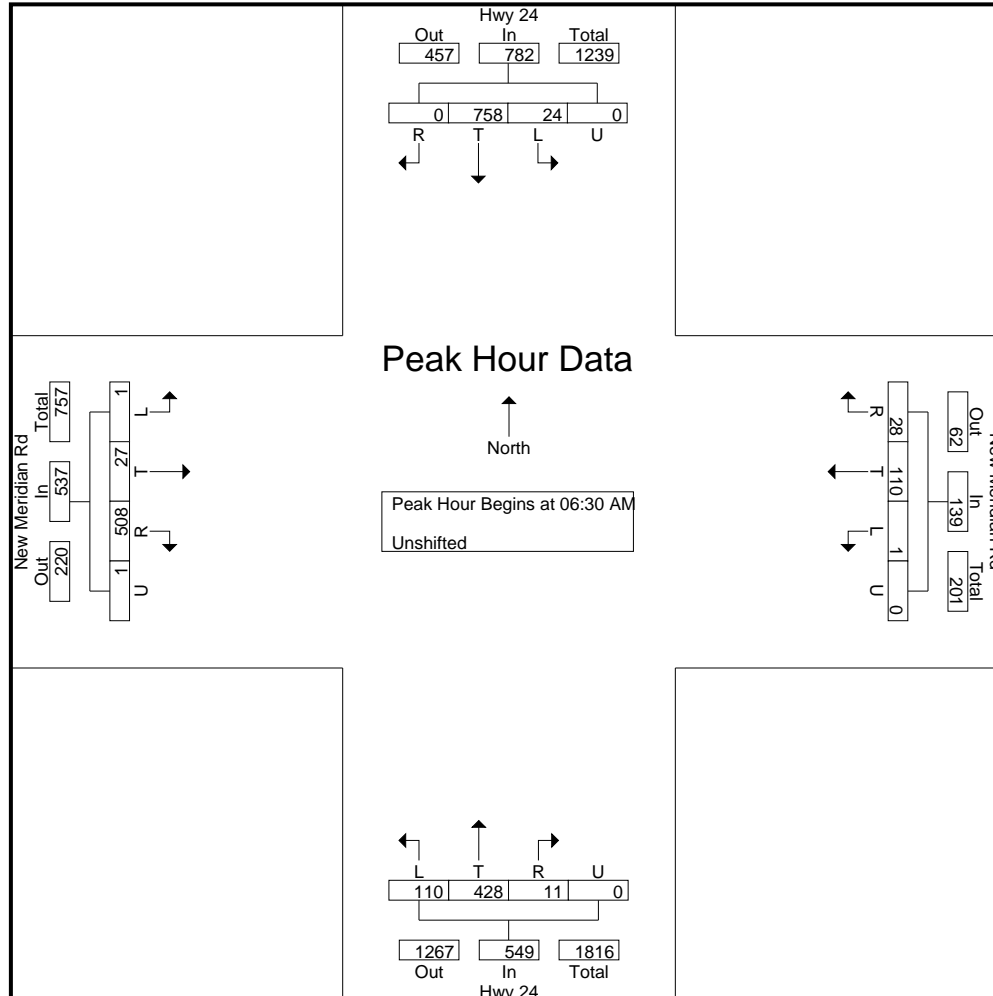 Hwy 24
Out In Total
457 782 1239
0 758 24 0
R T L U
Peak Hour Data
North
Peak Hour Begins at 06:30 AM
Unshifted
New Meridian Rd
Total In Out
757 537 220
1 27 508 1
L T R U
Out In Total
62 139 201
28 110 1 0
R T L U
L T R U
110 428 11 0
1267 549 1816
Out In Total
Hwy 24